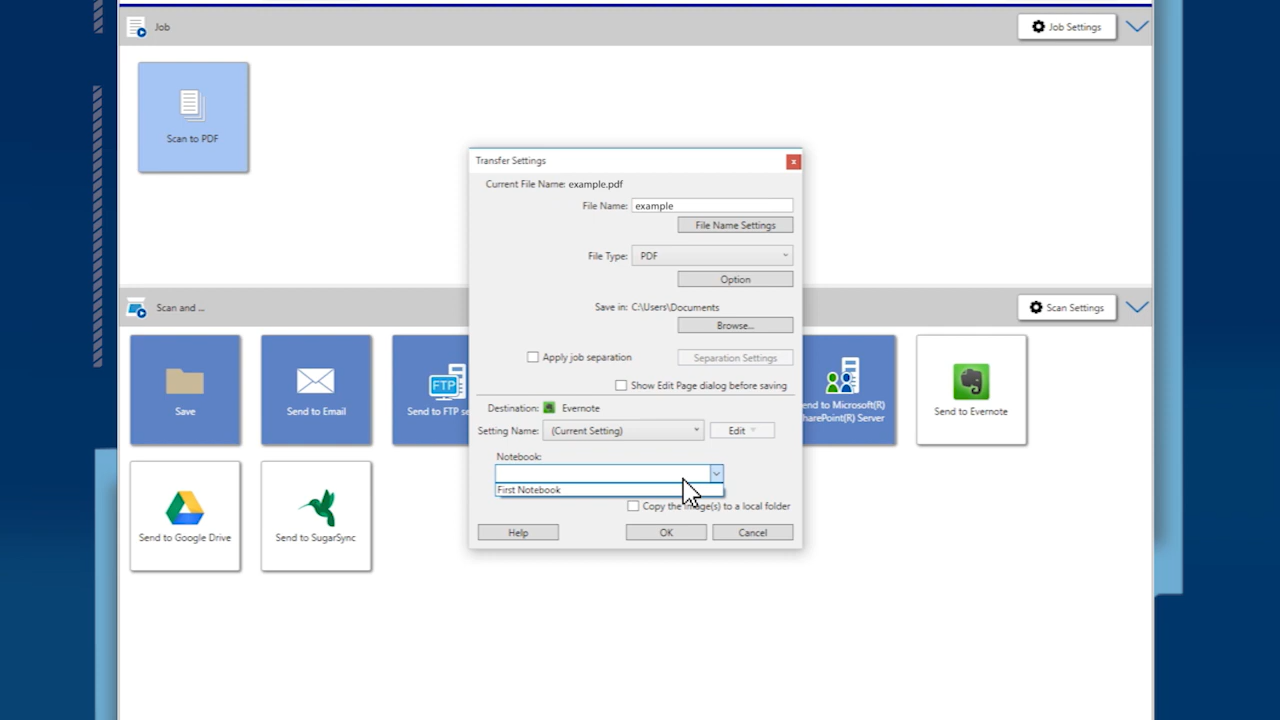 Job
Job Settings
Scan to PDF
Transfer Settings
Current File Name: example.pdf
File Name: example
File Name Settings
File Type: PDF
Option
Save in: C:\Users\Documents
Browse...
Apply job separation
Separation Settings
Show Edit Page dialog before saving
Destination: Evernote
Setting Name: (Current Setting)
Edit
Notebook:
First Notebook
Copy the image(s) to a local folder
Help
OK
Cancel
Scan and ...
Scan Settings
Save
Send to Email
Send to FTP se
end to Microsoft(R)
harePoint(R) Server
Send to Evernote
Send to Google Drive
Send to SugarSync